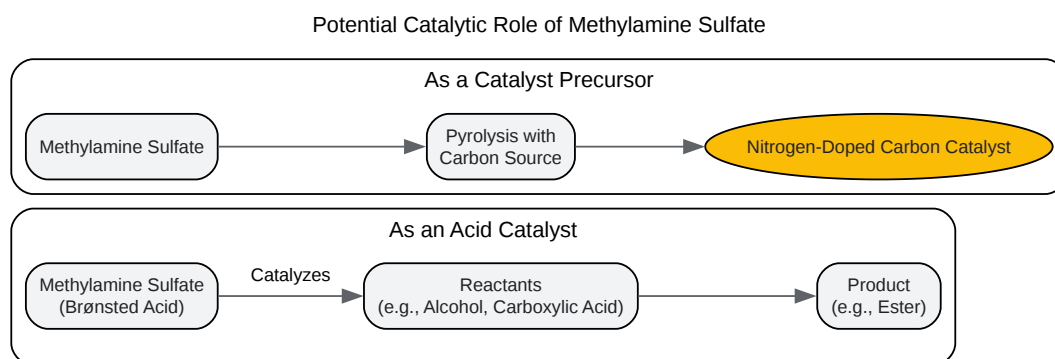 Potential Catalytic Role of Methylamine Sulfate
As a Catalyst Precursor
Methylamine Sulfate
Pyrolysis with
Carbon Source
Nitrogen-Doped Carbon Catalyst
As an Acid Catalyst
Methylamine Sulfate
(Brønsted Acid)
Catalyzes
Reactants
(e.g., Alcohol, Carboxylic Acid)
Product
(e.g., Ester)